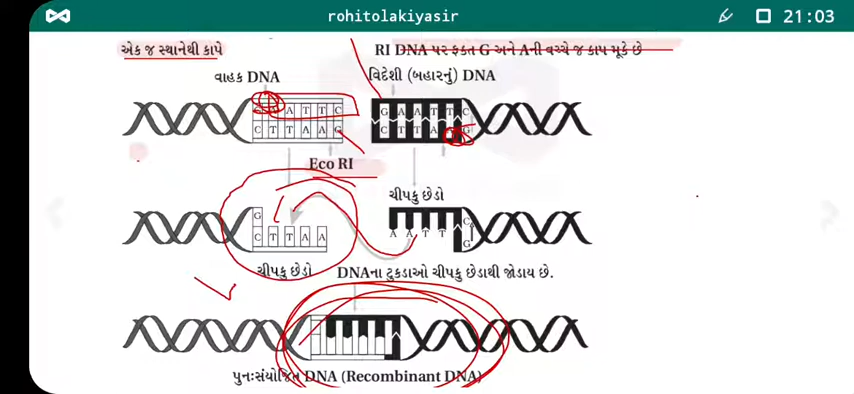 rohitolakiyasir
21:03
એક જ સ્થાનેથી કાપે
RI DNA પર ફક્ત G અને Aની વચ્ચે જ કાપ મૂકે છે
વાહક DNA
વિદેશી (બહારનું) DNA
A T T C
G A A T T C
C T T A A G
C T T A G
Eco RI
ચીપકુ છેડો
G
C T T A A
C
A A T T
G
ચીપકુ છેડો
DNAના ટુકડાઓ ચીપકુ છેડાથી જોડાય છે.
પુનઃસંયોજિત DNA (Recombinant DNA)